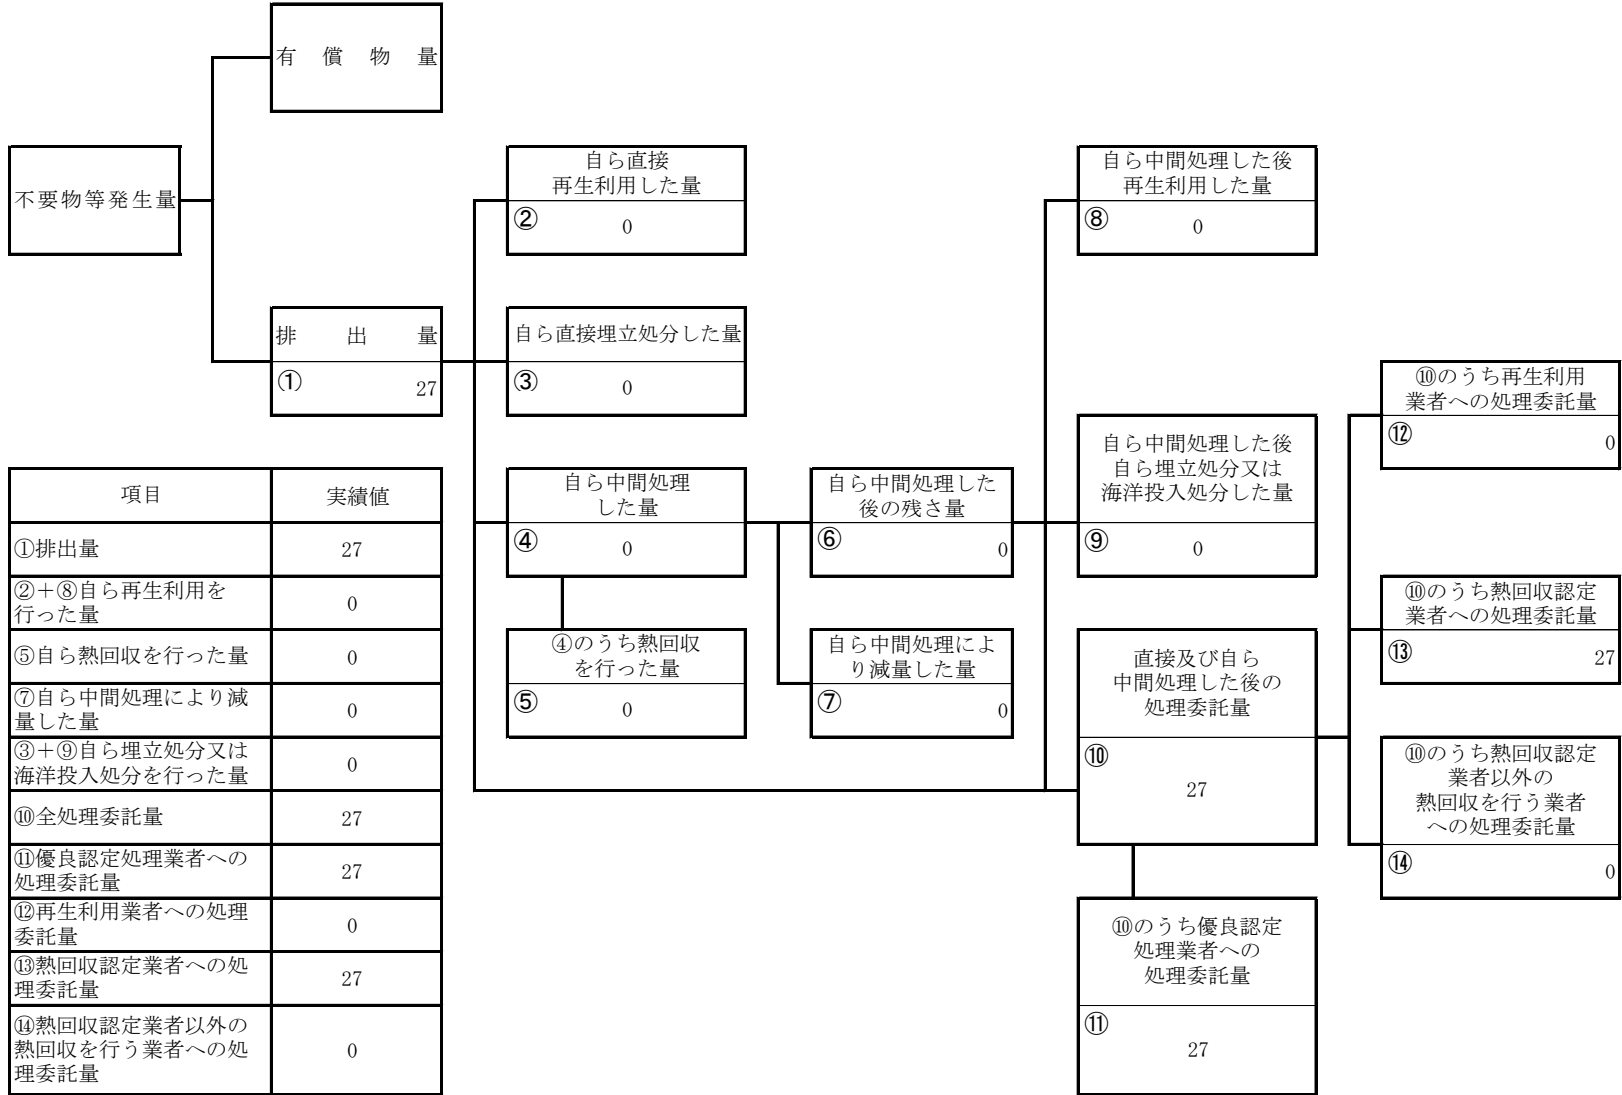 有償物量
不要物等発生量
排出量
①
27
自ら直接
再生利用した量
②
0
自ら直接埋立処分した量
③
0
自ら中間処理
した量
④
0
④のうち熱回収
を行った量
⑤
0
自ら中間処理した
後の残さ量
⑥
0
自ら中間処理によ
り減量した量
⑦
0
自ら中間処理した後
再生利用した量
⑧
0
自ら中間処理した後
自ら埋立処分又は
海洋投入処分した量
⑨
0
直接及び自ら
中間処理した後の
処理委託量
⑩
27
⑩のうち優良認定
処理業者への
処理委託量
⑪
27
⑩のうち再生利用
業者への処理委託量
⑫
0
⑩のうち熱回収認定
業者への処理委託量
⑬
27
⑩のうち熱回収認定
業者以外の
熱回収を行う業者
への処理委託量
⑭
0
項目 実績値
①排出量 27
②＋⑧自ら再生利用を
行った量 0
⑤自ら熱回収を行った量 0
⑦自ら中間処理により減
量した量 0
③＋⑨自ら埋立処分又は
海洋投入処分を行った量 0
⑩全処理委託量 27
⑪優良認定処理業者への
処理委託量 27
⑫再生利用業者への処理
委託量 0
⑬熱回収認定業者への処
理委託量 27
⑭熱回収認定業者以外の
熱回収を行う業者への処
理委託量 0